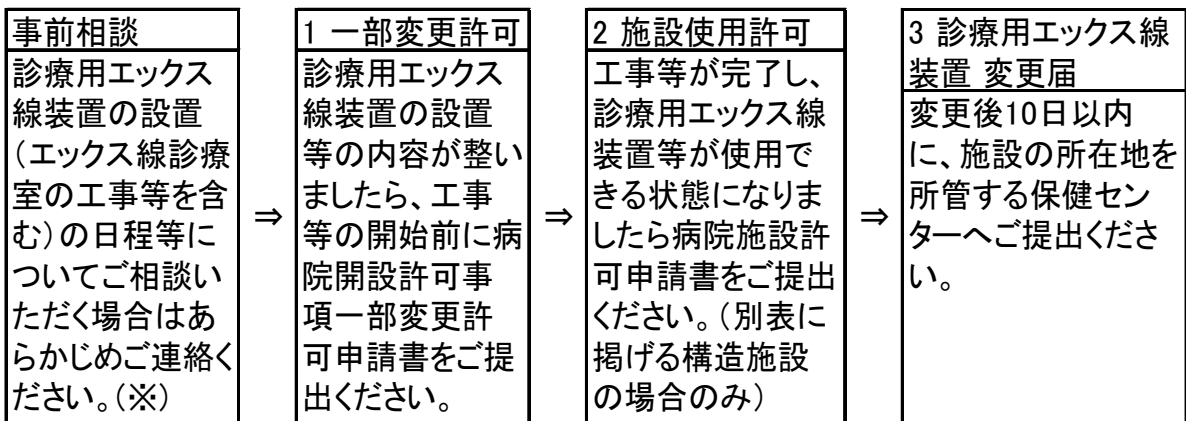 事前相談
診療用エックス
線装置の設置
(エックス線診療
室の工事等を含
む)の日程等に
ついてご相談い
ただく場合はあ
らかじめご連絡く
ださい。(※)
⇒
1 一部変更許可
診療用エックス
線装置の設置
等の内容が整い
ましたら、工事
等の開始前に病
院開設許可事
項一部変更許
可申請書をご提
出ください。
⇒
2 施設使用許可
工事等が完了し、
診療用エックス線
装置等が使用で
きる状態になりま
したら病院施設許
可申請書をご提出
ください。(別表に
掲げる構造施設
の場合のみ)
⇒
3 診療用エックス線
装置 変更届
変更後10日以内
に、施設の所在地を
所管する保健セン
ターへご提出くださ
い。